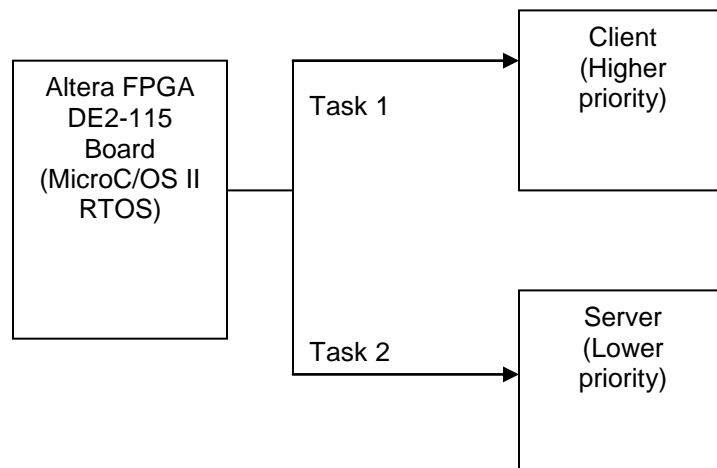 Altera FPGA
DE2-115
Board
(MicroC/OS II
RTOS)
Task 1
Client
(Higher
priority)
Task 2
Server
(Lower
priority)